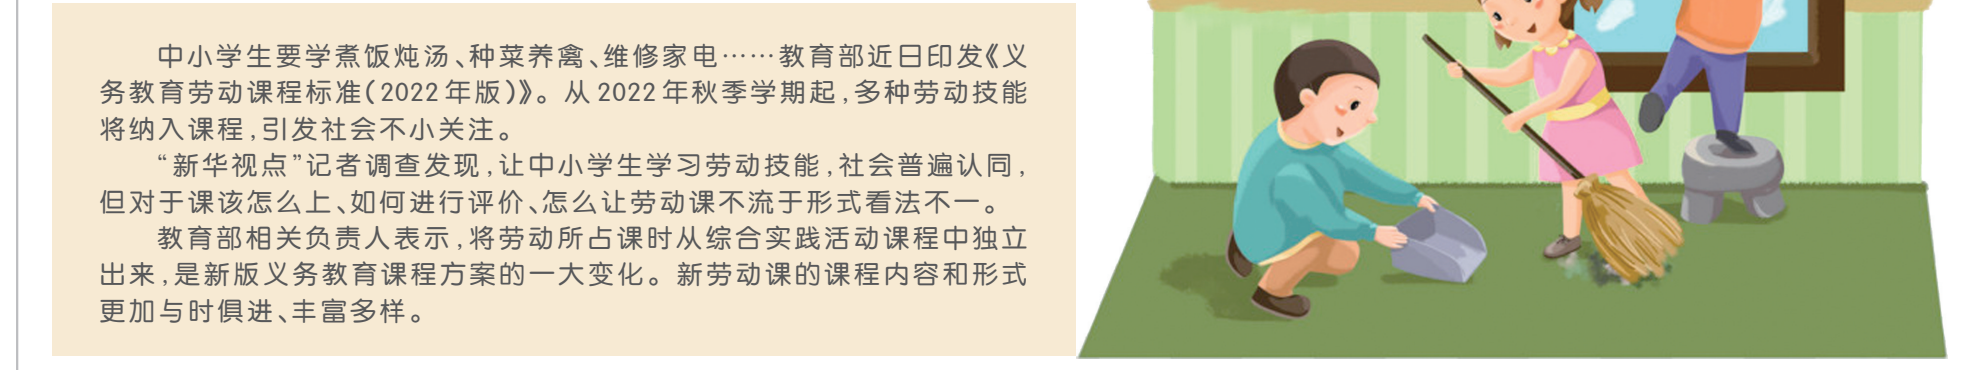 中小学生要学煮饭炖汤、种菜养禽、维修家电……教育部近日印发《义
务教育劳动课程标准(2022年版)》。从2022年秋季学期起,多种劳动技能
将纳入课程,引发社会不小关注。
“新华视点”记者调查发现,让中小学生学习劳动技能,社会普遍认同,
但对于课该怎么上、如何进行评价、怎么让劳动课不流于形式看法不一。
教育部相关负责人表示,将劳动所占课时从综合实践活动课程中独立
出来,是新版义务教育课程方案的一大变化。新劳动课的课程内容和形式
更加与时俱进、丰富多样。